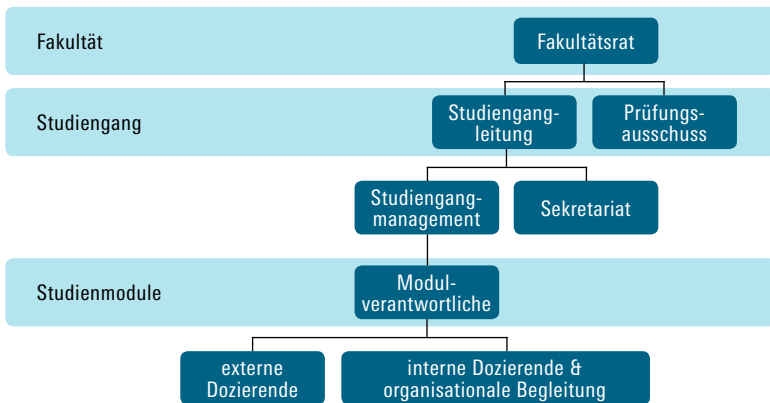 Fakultät
Fakultätsrat
Studiengang
Studiengang-
leitung
Prüfungs-
ausschuss
Studiengang-
management
Sekretariat
Studienmodule
Modul-
verantwortliche
externe
Dozierende
interne Dozierende &
organisationale Begleitung